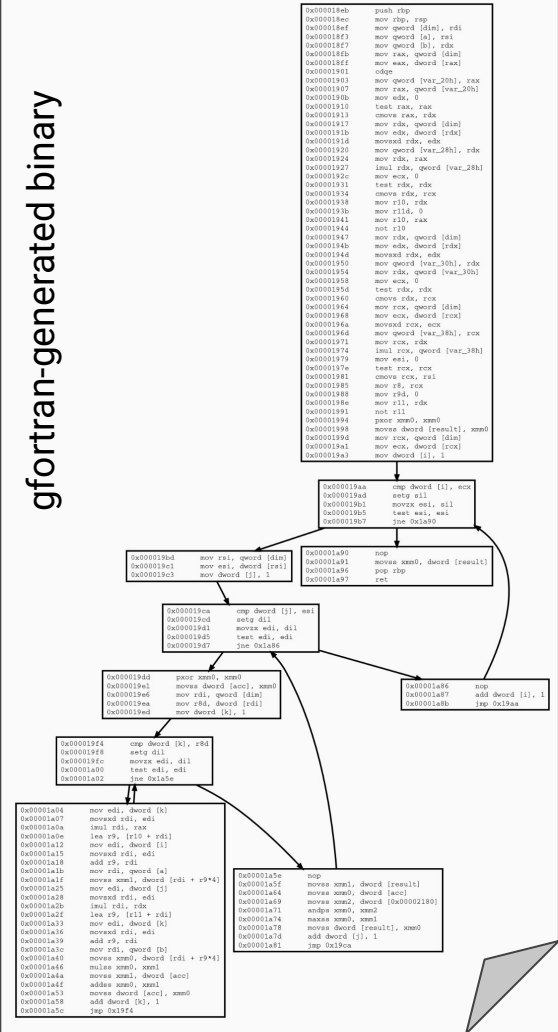 gfortran-generated binary
0x000018eb push rbp
0x000018ec mov rbp, rsp
0x000018ef mov qword [dim], rdi
0x000018f3 mov qword [a], rsi
0x000018f7 mov qword [b], rdx
0x000018fb mov rax, qword [dim]
0x000018ff mov eax, dword [rax]
0x00001901 cdqe
0x00001903 mov qword [var_20h], rax
0x00001907 mov rax, qword [var_20h]
0x0000190b mov edx, 0
0x00001910 test rax, rax
0x00001913 cmovs rax, rdx
0x00001917 mov rdx, qword [dim]
0x0000191b mov edx, dword [rdx]
0x0000191d movsxd rdx, edx
0x00001920 mov qword [var_28h], rdx
0x00001924 mov rdx, rax
0x00001927 imul rdx, qword [var_28h]
0x0000192c mov ecx, 0
0x00001931 test rdx, rdx
0x00001934 cmovs rdx, rcx
0x00001938 mov r10, rdx
0x0000193b mov r11d, 0
0x00001941 mov r10, rax
0x00001944 not r10
0x00001947 mov rdx, qword [dim]
0x0000194b mov edx, dword [rdx]
0x0000194d movsxd rdx, edx
0x00001950 mov qword [var_30h], rdx
0x00001954 mov rdx, qword [var_30h]
0x00001958 mov ecx, 0
0x0000195d test rdx, rdx
0x00001960 cmovs rdx, rcx
0x00001964 mov rcx, qword [dim]
0x00001968 mov ecx, dword [rcx]
0x0000196a movsxd rcx, ecx
0x0000196d mov qword [var_38h], rcx
0x00001971 mov rcx, rdx
0x00001974 imul rcx, qword [var_38h]
0x00001979 mov esi, 0
0x0000197e test rcx, rcx
0x00001981 cmovs rcx, rsi
0x00001985 mov r8, rcx
0x00001988 mov r9d, 0
0x0000198e mov r11, rdx
0x00001991 not r11
0x00001994 pxor xmm0, xmm0
0x00001998 movss dword [result], xmm0
0x0000199d mov rcx, qword [dim]
0x000019a1 mov ecx, dword [rcx]
0x000019a3 mov dword [i], 1
0x000019aa cmp dword [i], ecx
0x000019ad setg sil
0x000019b1 movzx esi, sil
0x000019b5 test esi, esi
0x000019b7 jne 0x1a90
0x000019bd mov rsi, qword [dim]
0x000019c1 mov esi, dword [rsi]
0x000019c3 mov dword [j], 1
0x00001a90 nop
0x00001a91 movss xmm0, dword [result]
0x00001a96 pop rbp
0x00001a97 ret
0x000019ca cmp dword [j], esi
0x000019cd setg dil
0x000019d1 movzx edi, dil
0x000019d5 test edi, edi
0x000019d7 jne 0x1a86
0x000019dd pxor xmm0, xmm0
0x000019e1 movss dword [acc], xmm0
0x000019e6 mov rdi, qword [dim]
0x000019ea mov r8d, dword [rdi]
0x000019ed mov dword [k], 1
0x00001a86 nop
0x00001a87 add dword [i], 1
0x00001a8b jmp 0x19aa
0x000019f4 cmp dword [k], r8d
0x000019f8 setg dil
0x000019fc movzx edi, dil
0x00001a00 test edi, edi
0x00001a02 jne 0x1a5e
0x00001a04 mov edi, dword [k]
0x00001a07 movsxd rdi, edi
0x00001a0a imul rdi, rax
0x00001a0e lea r9, [r10 + rdi]
0x00001a12 mov edi, dword [i]
0x00001a15 movsxd rdi, edi
0x00001a18 add r9, rdi
0x00001a1b mov rdi, qword [a]
0x00001a1f movss xmm1, dword [rdi + r9*4]
0x00001a25 mov edi, dword [j]
0x00001a28 movsxd rdi, edi
0x00001a2b imul rdi, rdx
0x00001a2f lea r9, [r11 + rdi]
0x00001a33 mov edi, dword [k]
0x00001a36 movsxd rdi, edi
0x00001a39 add r9, rdi
0x00001a3c mov rdi, qword [b]
0x00001a40 movss xmm0, dword [rdi + r9*4]
0x00001a46 mulss xmm0, xmm1
0x00001a4a movss xmm1, dword [acc]
0x00001a4f addss xmm0, xmm1
0x00001a53 movss dword [acc], xmm0
0x00001a58 add dword [k], 1
0x00001a5c jmp 0x19f4
0x00001a5e nop
0x00001a5f movss xmm1, dword [result]
0x00001a64 movss xmm0, dword [acc]
0x00001a69 movss xmm2, dword [0x00002180]
0x00001a71 andps xmm0, xmm2
0x00001a74 maxss xmm0, xmm1
0x00001a78 movss dword [result], xmm0
0x00001a7d add dword [j], 1
0x00001a81 jmp 0x19ca